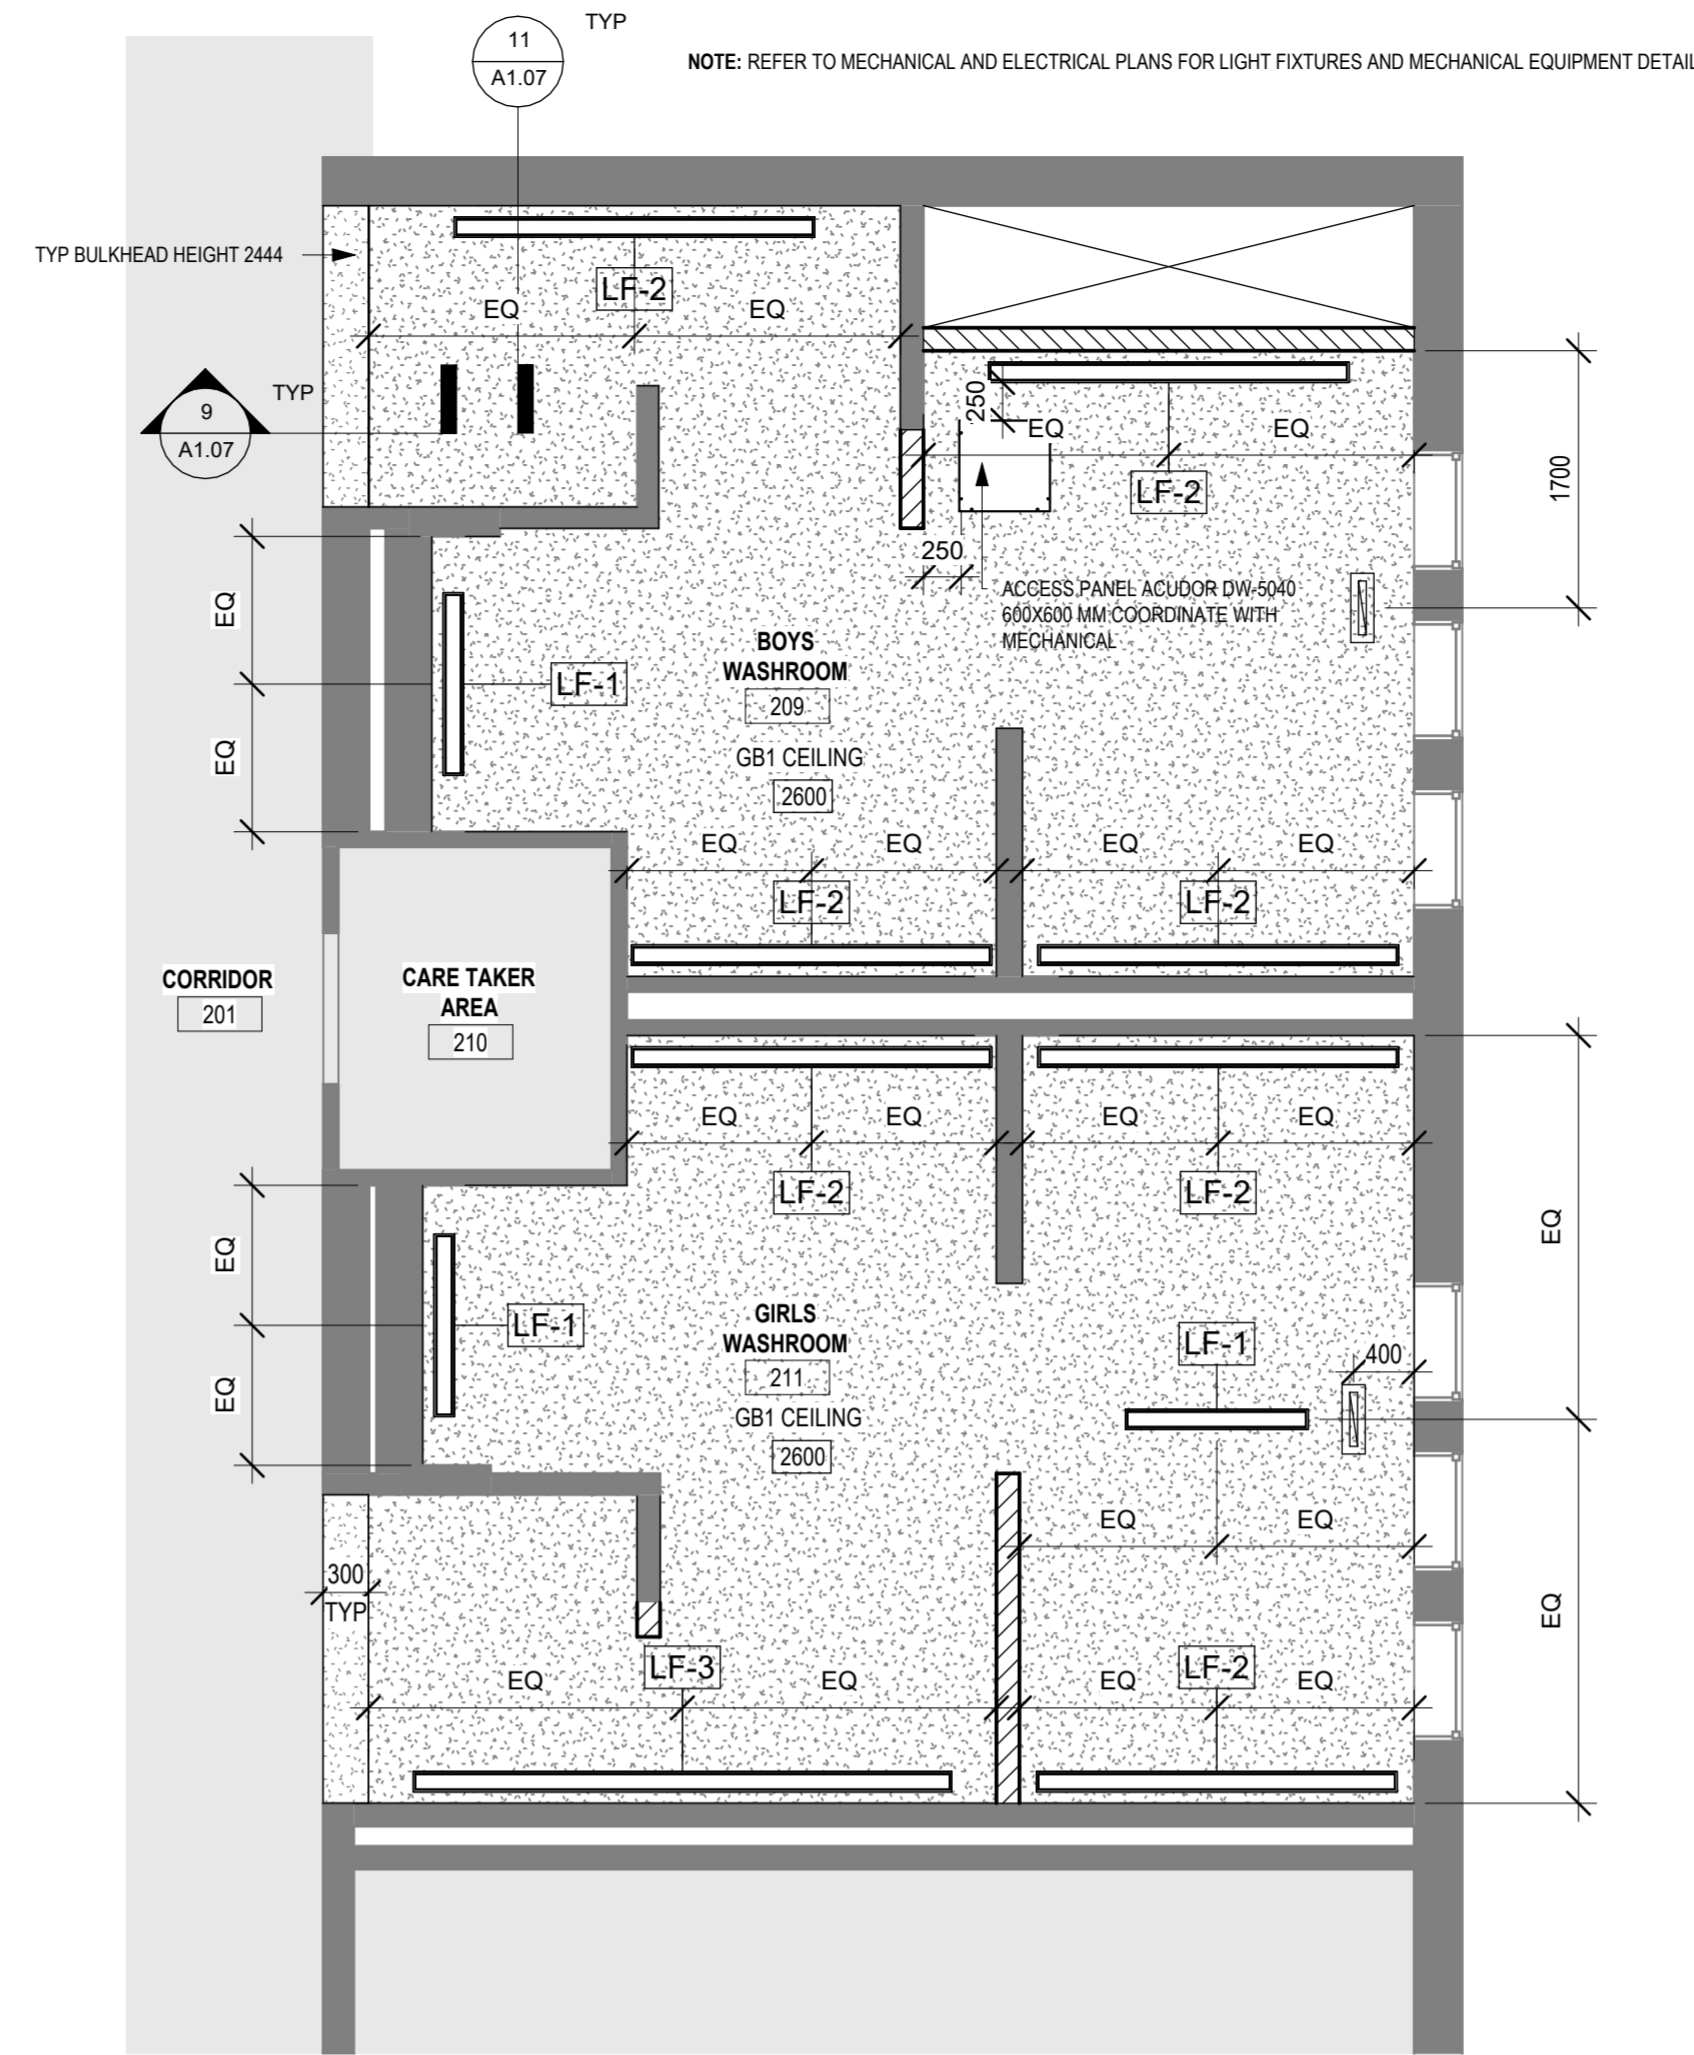 TYP
11
A1.07
NOTE: REFER TO MECHANICAL AND ELECTRICAL PLANS FOR LIGHT FIXTURES AND MECHANICAL EQUIPMENT DETAIL
TYP BULKHEAD HEIGHT 2444
LF-2
EQ
EQ
TYP
9
A1.07
250
EQ
EQ
LF-2
1700
250
ACCESS PANEL ACUDOR DW-5040
600X600 MM COORDINATE WITH
MECHANICAL
EQ
EQ
LF-1
BOYS
WASHROOM
209
GB1 CEILING
2600
EQ
EQ
EQ
EQ
LF-2
LF-2
CORRIDOR
201
CARE TAKER
AREA
210
EQ
EQ
EQ
EQ
LF-2
LF-2
EQ
EQ
EQ
LF-1
GIRLS
WASHROOM
211
GB1 CEILING
2600
LF-1
400
EQ
EQ
EQ
300
TYP
LF-3
LF-2
EQ
EQ
EQ
EQ